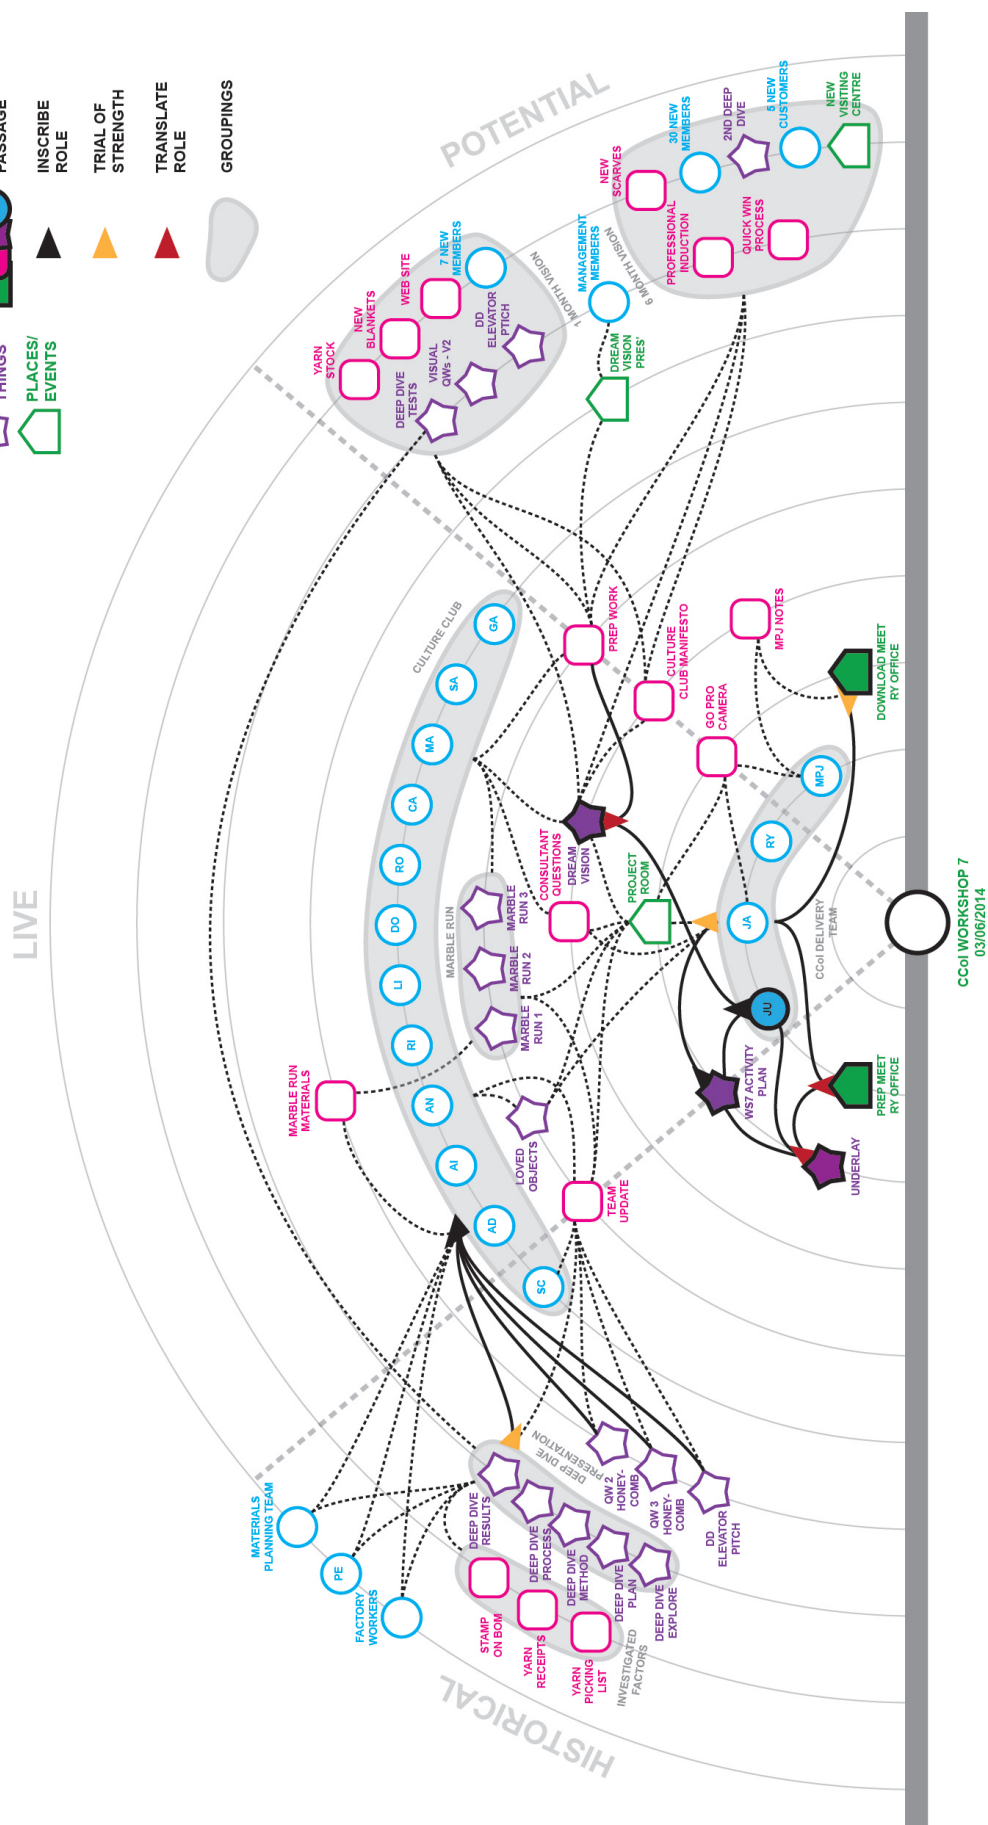 PASSAGE
INSCRIBE
ROLE
TRIAL OF
STRENGTH
TRANSLATE
ROLE
GROUPINGS
THINGS
PLACES/
EVENTS
HISTORICAL
LIVE
POTENTIAL
MATERIALS
PLANNING TEAM
PE
FACTORY
WORKERS
STAMP
ON BOM
YARN
RECEIPTS
YARN
PICKING
LIST
INVESTIGATED
FACTORS
DEEP DIVE
RESULTS
DEEP DIVE
PROCESS
DEEP DIVE
METHOD
DEEP DIVE
PLAN
DEEP DIVE
EXPLORE
DEEP DIVE
PRESENTATION
QW 2
HONEY-
COMB
QW 3
HONEY-
COMB
DD
ELEVATOR
PITCH
MARBLE RUN
MATERIALS
SC
AD
AI
AN
RI
LI
DO
RO
CA
MA
SA
GA
CULTURE CLUB
MARBLE RUN
MARBLE
RUN 1
MARBLE
RUN 2
MARBLE
RUN 3
LOVED
OBJECTS
TEAM
UPDATE
CONSULTANT
QUESTIONS
DREAM
VISION
PROJECT
ROOM
PREP WORK
CULTURE
CLUB MANIFESTO
GO PRO
CAMERA
MPJ NOTES
WS7 ACTIVITY
PLAN
UNDERLAY
PREP MEET
RY OFFICE
JU
JA
RY
MPJ
CCoI DELIVERY
TEAM
DOWNLOAD MEET
RY OFFICE
YARN
STOCK
NEW
BLANKETS
WEB SITE
7 NEW
MEMBERS
DEEP DIVE
TESTS
VISUAL
QWs - V2
DD
ELEVATOR
PTICH
1 MONTH VISION
MANAGEMENT
MEMBERS
DREAM
VISION
PRES'
6 MONTH VISION
NEW
SCARVES
30 NEW
MEMBERS
2ND DEEP
DIVE
5 NEW
CUSTOMERS
NEW
VISITING
CENTRE
PROFESSIONAL
INDUCTION
QUICK WIN
PROCESS
CCoI WORKSHOP 7
03/06/2014